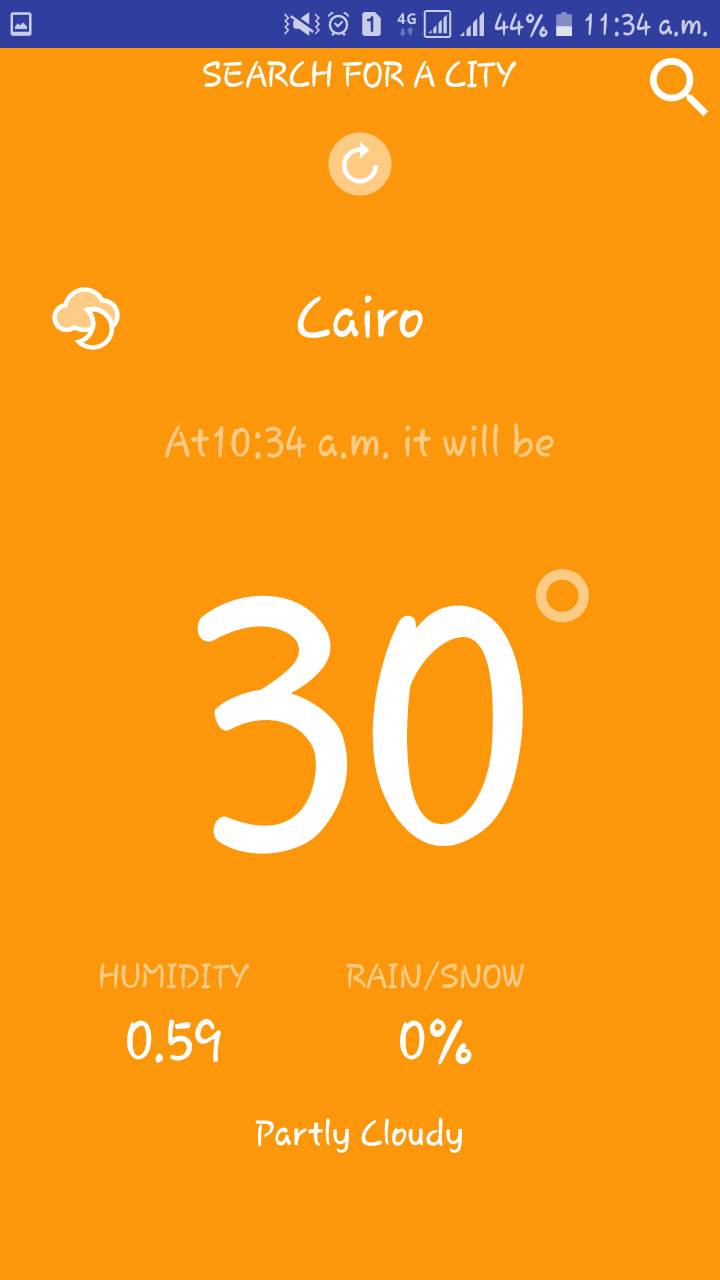 1 4G 44% 11:34 a.m.
SEARCH FOR A CITY
Cairo
At10:34 a.m. it will be
30
HUMIDITY RAIN/SNOW
0.59 0%
Partly Cloudy